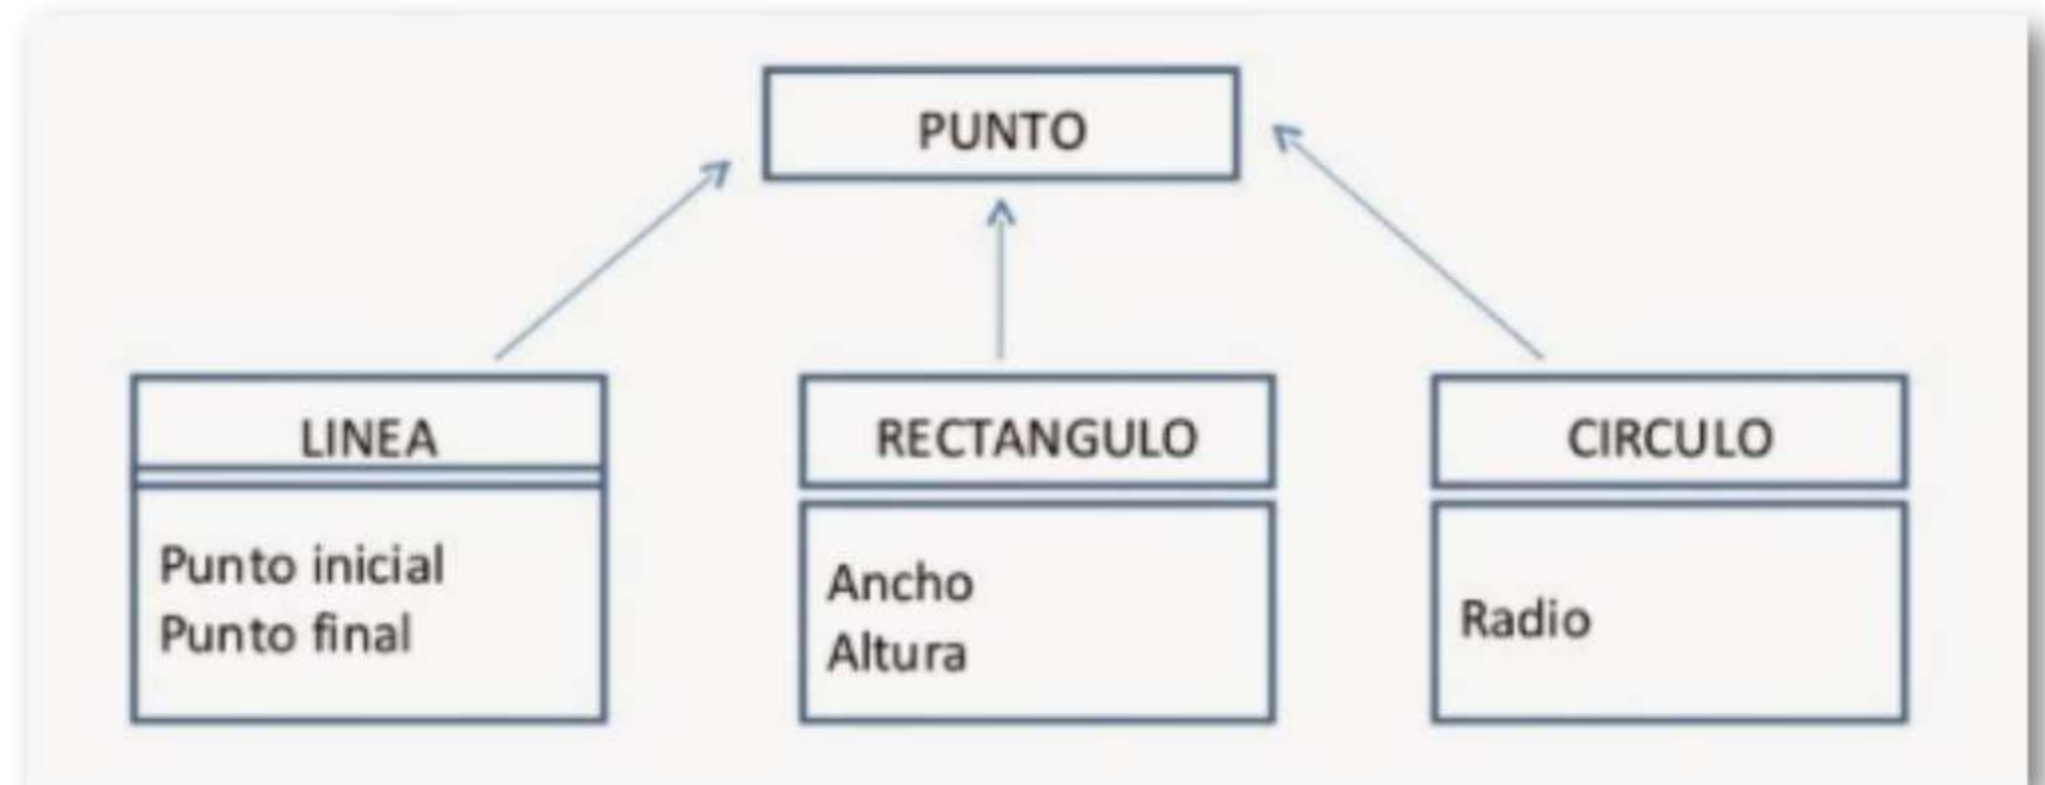 PUNTO
LINEA
Punto inicial
Punto final
RECTANGULO
Ancho
Altura
CIRCULO
Radio